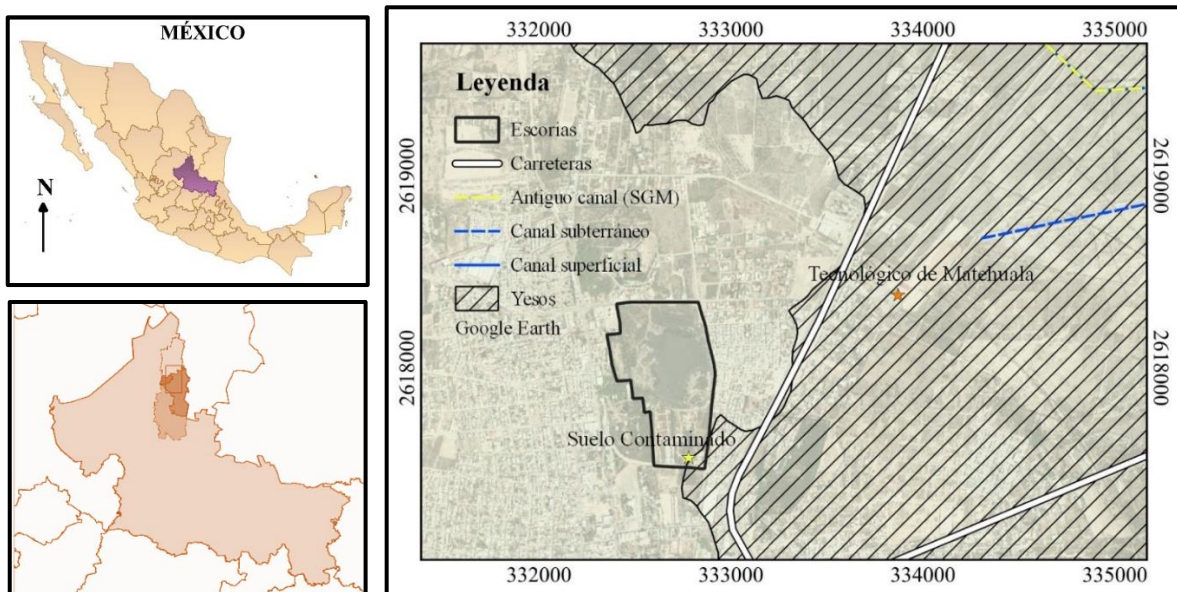 MÉXICO
N
332000
333000
334000
335000
Leyenda
Escorias
Carreteras
Antiguo canal (SGM)
Canal subterráneo
Canal superficial
Yesos
Google Earth
2619000
2618000
2619000
2618000
Tecnológico de Matehuala
Suelo Contaminado
332000
333000
334000
335000